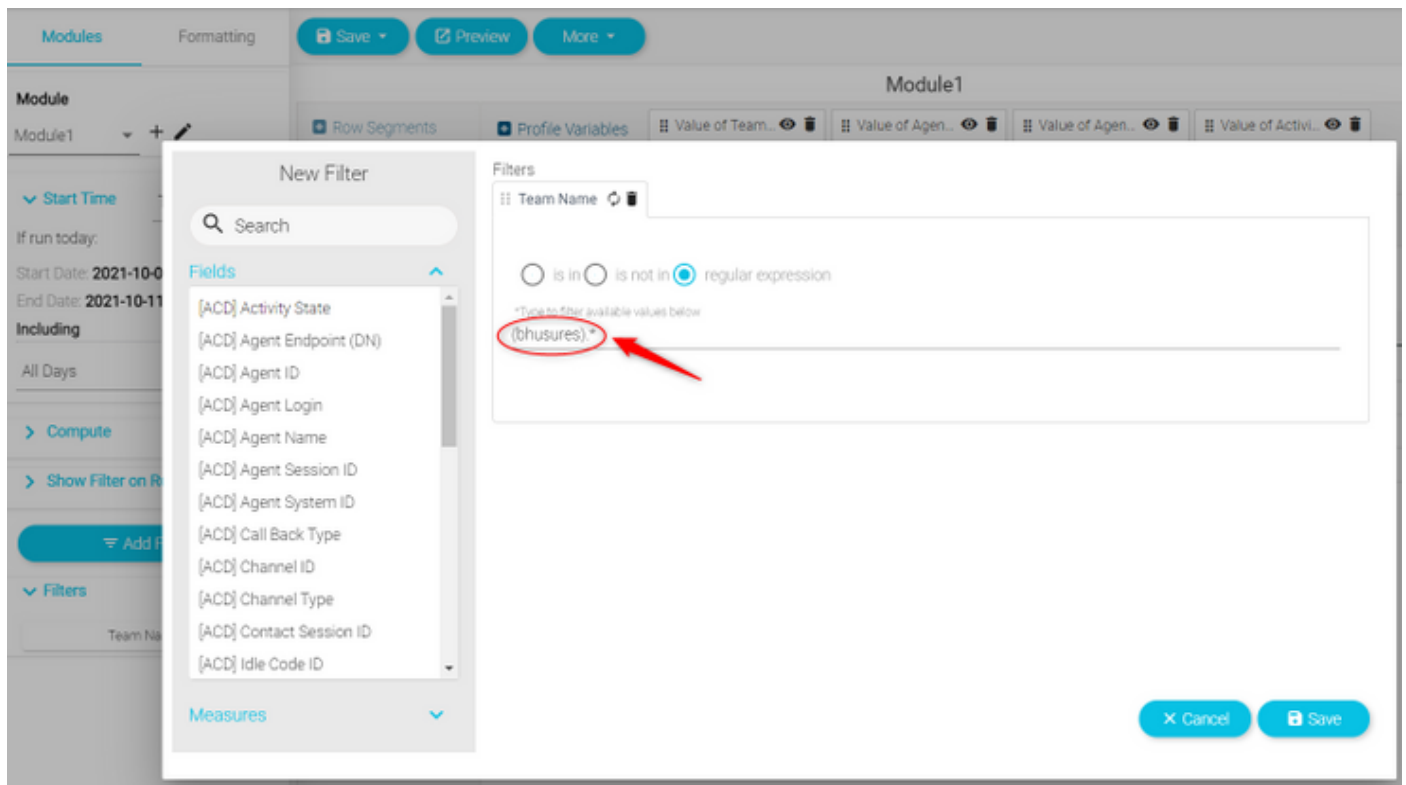 Modules Formatting Save Preview More
Module1
Module
Module1
Row Segments Profile Variables Value of Team.. Value of Agen.. Value of Agen.. Value of Activi..
Start Time
If run today:
Start Date: 2021-10-0
End Date: 2021-10-11
Including
All Days
Compute
Show Filter on R
Add F
Filters
Team Na
New Filter
Search
Fields
[ACD] Activity State
[ACD] Agent Endpoint (DN)
[ACD] Agent ID
[ACD] Agent Login
[ACD] Agent Name
[ACD] Agent Session ID
[ACD] Agent System ID
[ACD] Call Back Type
[ACD] Channel ID
[ACD] Channel Type
[ACD] Contact Session ID
[ACD] Idle Code ID
Measures
Filters
Team Name
is in is not in regular expression
*Type to filter available values below
(bhusures).*
Cancel Save